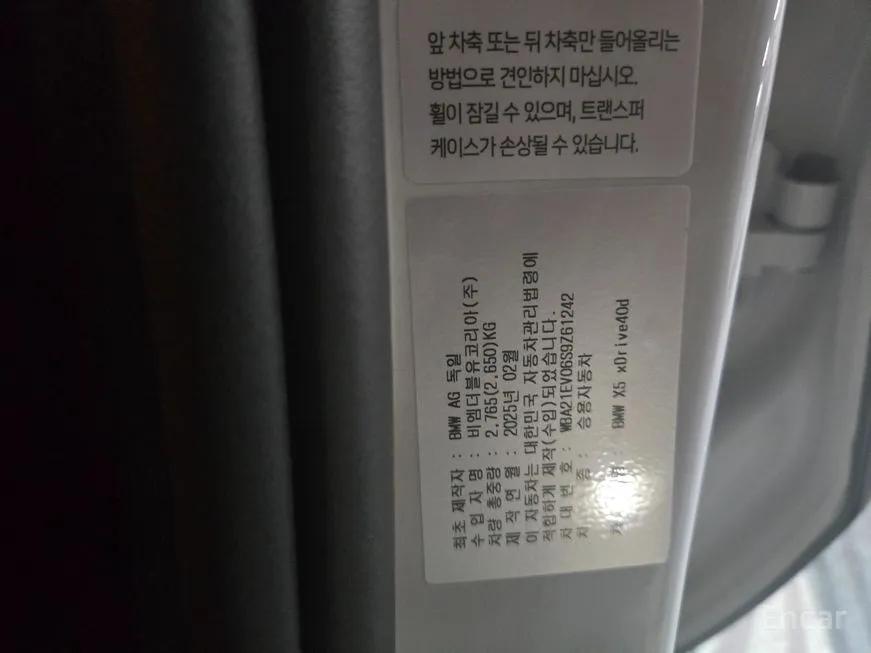 앞 차축 또는 뒤 차축만 들어올리는
방법으로 견인하지 마십시오.
휠이 잠길 수 있으며, 트랜스퍼
케이스가 손상될 수 있습니다.
최초 제작자 : BMW AG 독일
수 입 자 명 : 비엠더블유코리아(주)
차량 총중량 : 2,765(2,650)KG
제 작 연 월 : 2025년 02월
이 자동차는 대한민국 자동차관리법령에
적합하게 제작(수입)되었습니다.
차 대 번 호 : WBA21EV06S9Z61242
차 종 : 승용자동차
차 명 : BMW X5 xDrive40d
Encar